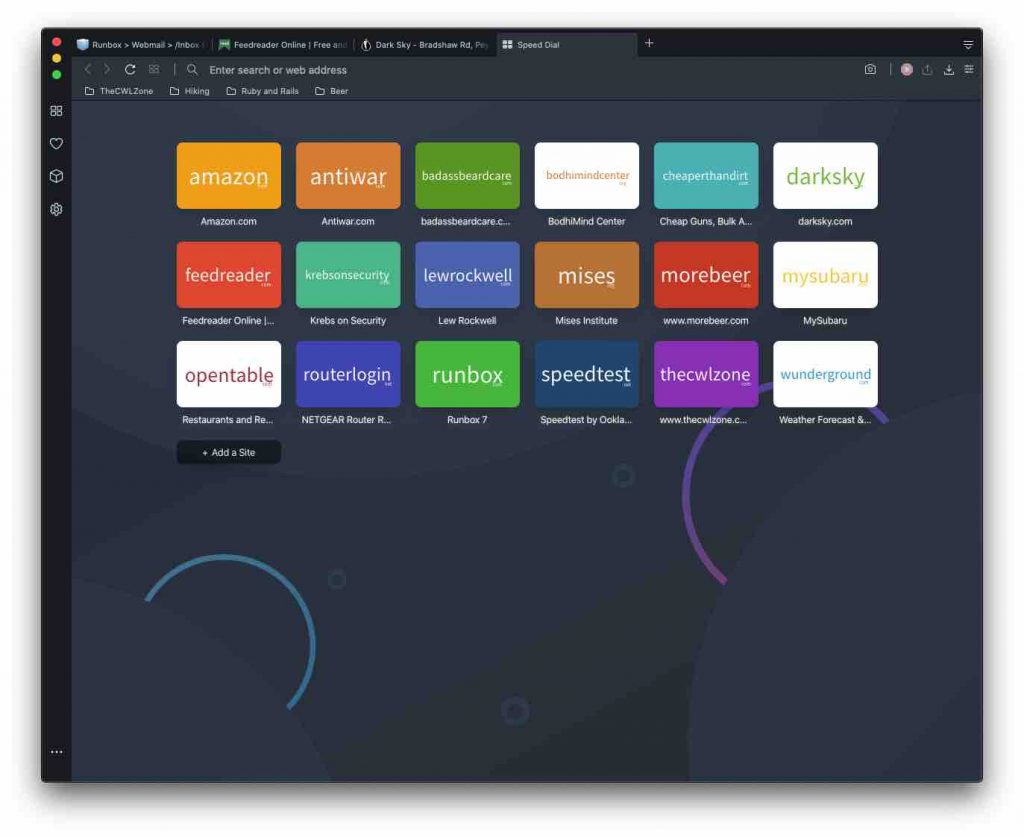 Runbox > Webmail > /Inbox
Feedreader Online | Free and
Dark Sky - Bradshaw Rd, Pey
Speed Dial
Enter search or web address
TheCWLZone Hiking Ruby and Rails Beer
amazon antiwar badassbeardcare bodhimindcenter cheaperthandirt darksky
com com com org com
Amazon.com Antiwar.com badassbeardcare.c... BodhiMind Center Cheap Guns, Bulk A... darksky.com
feedreader krebsonsecurity lewrockwell mises morebeer mysubaru
com com com org com
Feedreader Online |... Krebs on Security Lew Rockwell Mises Institute www.morebeer.com MySubaru
opentable routerlogin runbox speedtest thecwlzone wunderground
com net com net com com
Restaurants and Re... NETGEAR Router R... Runbox 7 Speedtest by Ookla... www.thecwlzone.c... Weather Forecast &...
+ Add a Site